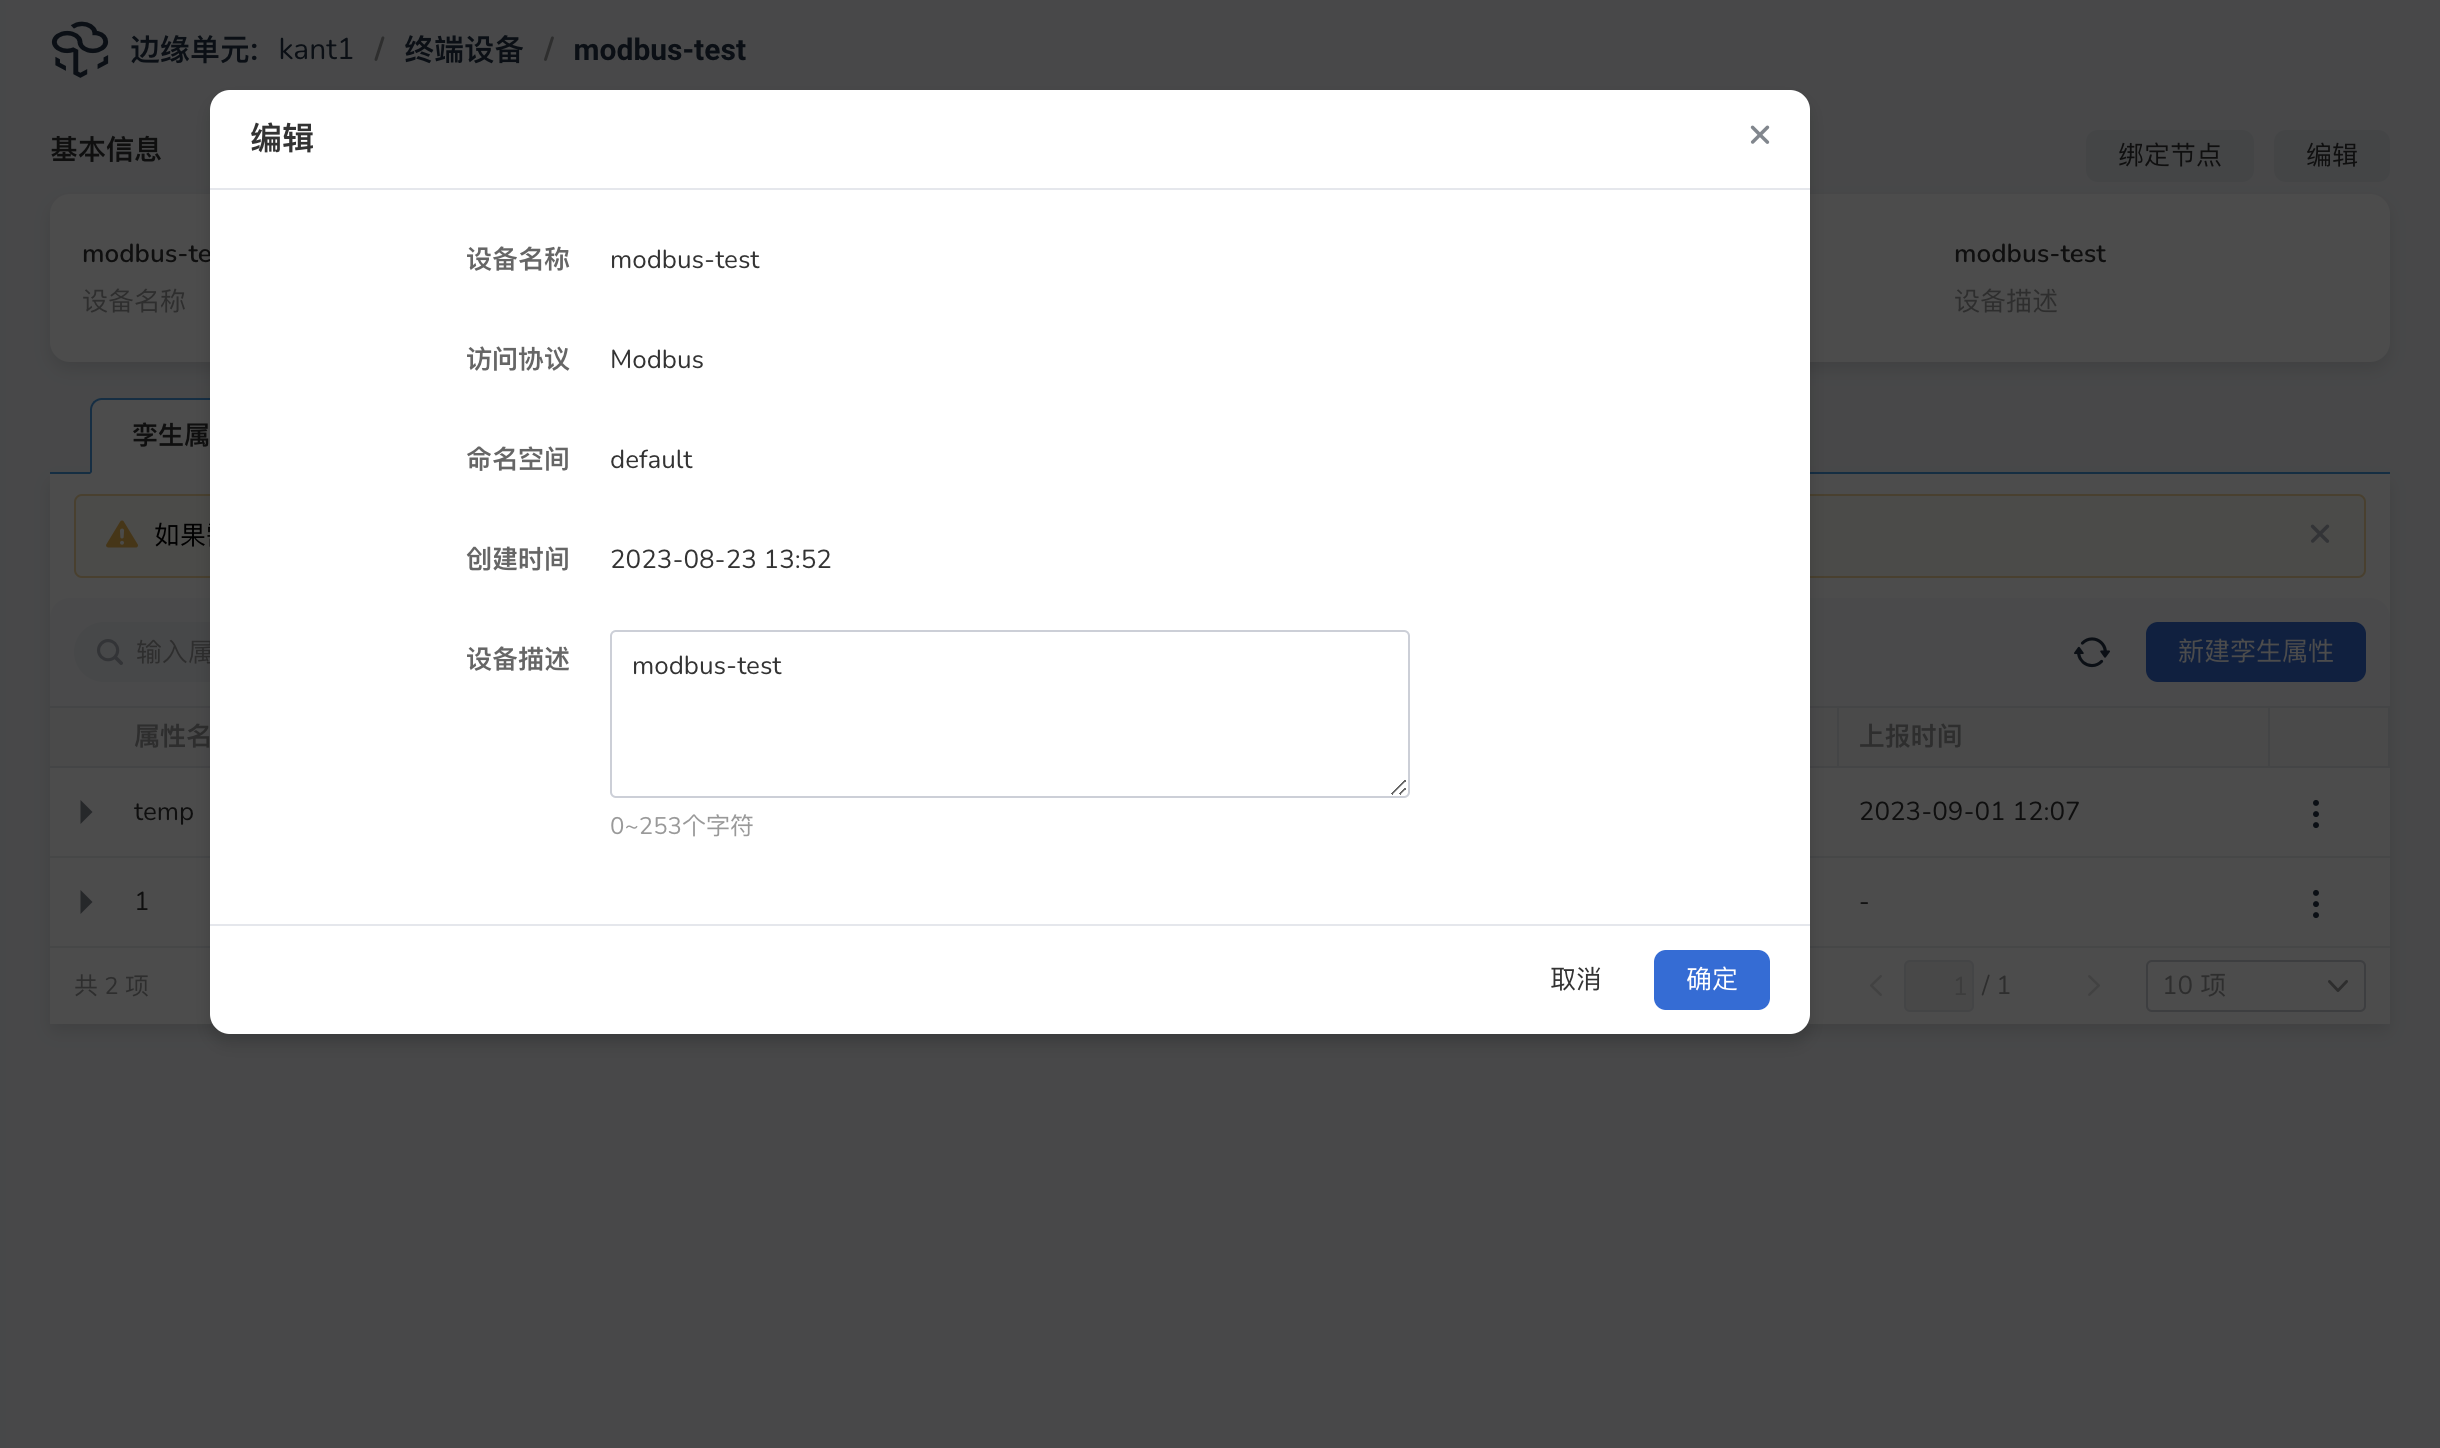 边缘单元: kant1 / 终端设备 / modbus-test
基本信息
绑定节点
编辑
编辑
modbus-te
设备名称
modbus-test
设备描述
设备名称 modbus-test
访问协议 Modbus
命名空间 default
创建时间 2023-08-23 13:52
设备描述 modbus-test
0~253个字符
取消
确定
孪生属
如果
输入属
新建孪生属性
属性名
上报时间
temp
2023-09-01 12:07
1
-
共 2 项
1 / 1
10 项